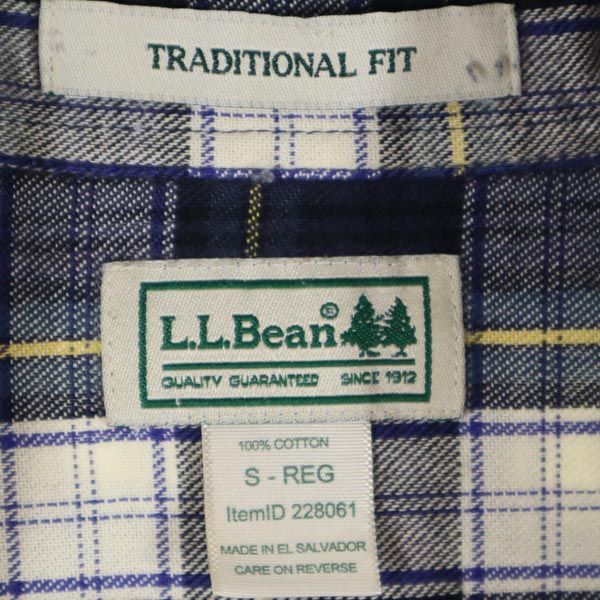 TRADITIONAL FIT
L.L.Bean®
QUALITY GUARANTEED SINCE 1912
100% COTTON
S - REG
ItemID 228061
MADE IN EL SALVADOR
CARE ON REVERSE